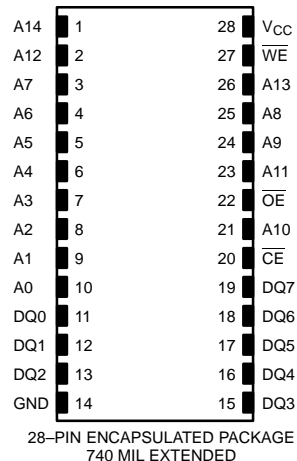 A14 1 28 VCC
A12 2 27 W̅E̅
A7 3 26 A13
A6 4 25 A8
A5 5 24 A9
A4 6 23 A11
A3 7 22 O̅E̅
A2 8 21 A10
A1 9 20 C̅E̅
A0 10 19 DQ7
DQ0 11 18 DQ6
DQ1 12 17 DQ5
DQ2 13 16 DQ4
GND 14 15 DQ3
28–PIN ENCAPSULATED PACKAGE
740 MIL EXTENDED